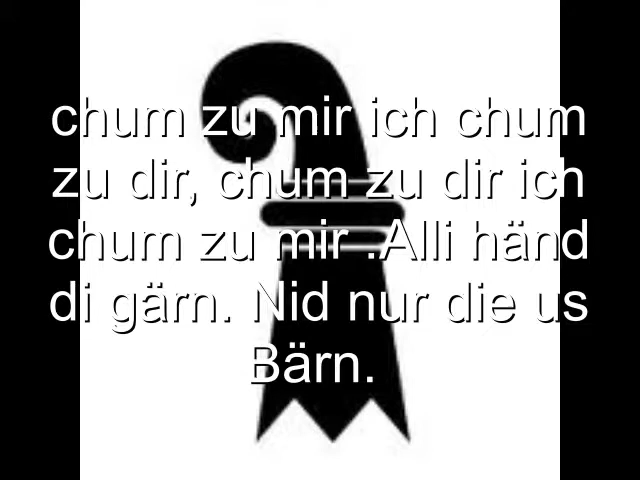 chum zu mir ich chum
zu dir, chum zu dir ich
chum zu mir .Alli händ
di gärn. Nid nur die us
Bärn.